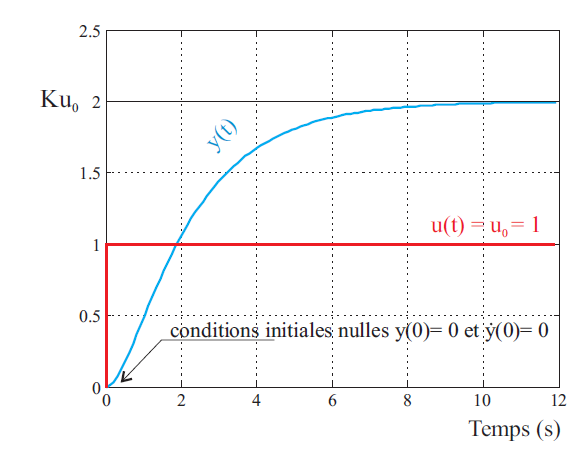 2.5
Ku₀ 2
y(t)
1.5
u(t) = u₀ = 1
1
0.5
conditions initiales nulles y(0)= 0 et ẏ(0)= 0
0
0 2 4 6 8 10 12
Temps (s)